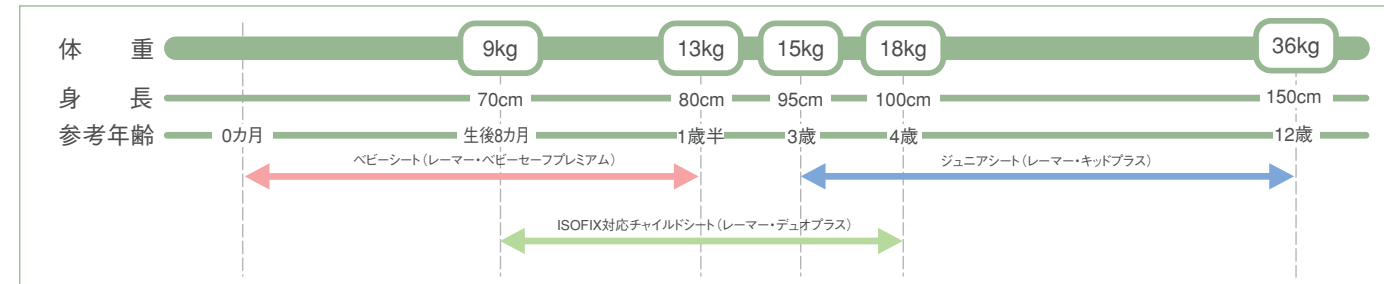 体　重 9kg 13kg 15kg 18kg 36kg
身　長 70cm 80cm 95cm 100cm 150cm
参考年齢 0カ月 生後8カ月 1歳半 3歳 4歳 12歳
ベビーシート（レーマー・ベビーセーフプレミアム） ジュニアシート（レーマー・キッドプラス）
ISOFIX対応チャイルドシート（レーマー・デュオプラス）